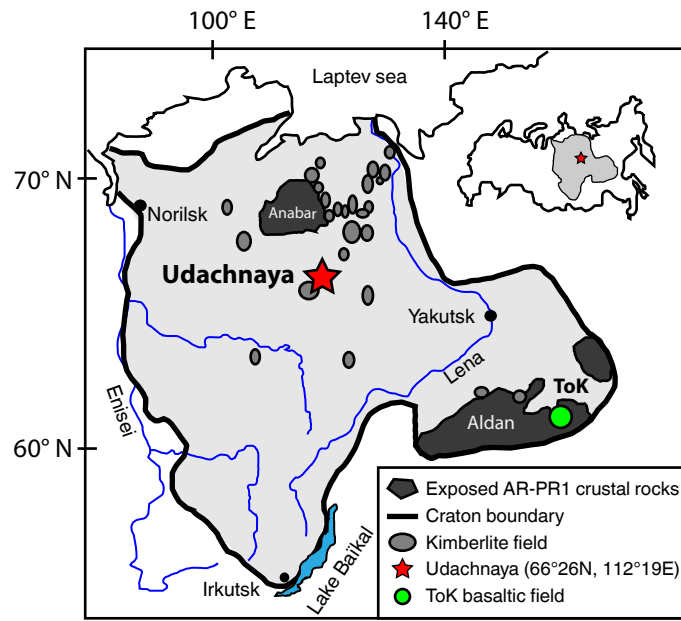 100° E
140° E
Laptev sea
70° N
Norilsk
Anabar
Udachnaya
Yakutsk
Lena
ToK
Enisei
Aldan
60° N
Irkutsk
Lake Baïkal
Exposed AR-PR1 crustal rocks
Craton boundary
Kimberlite field
Udachnaya (66°26N, 112°19E)
ToK basaltic field